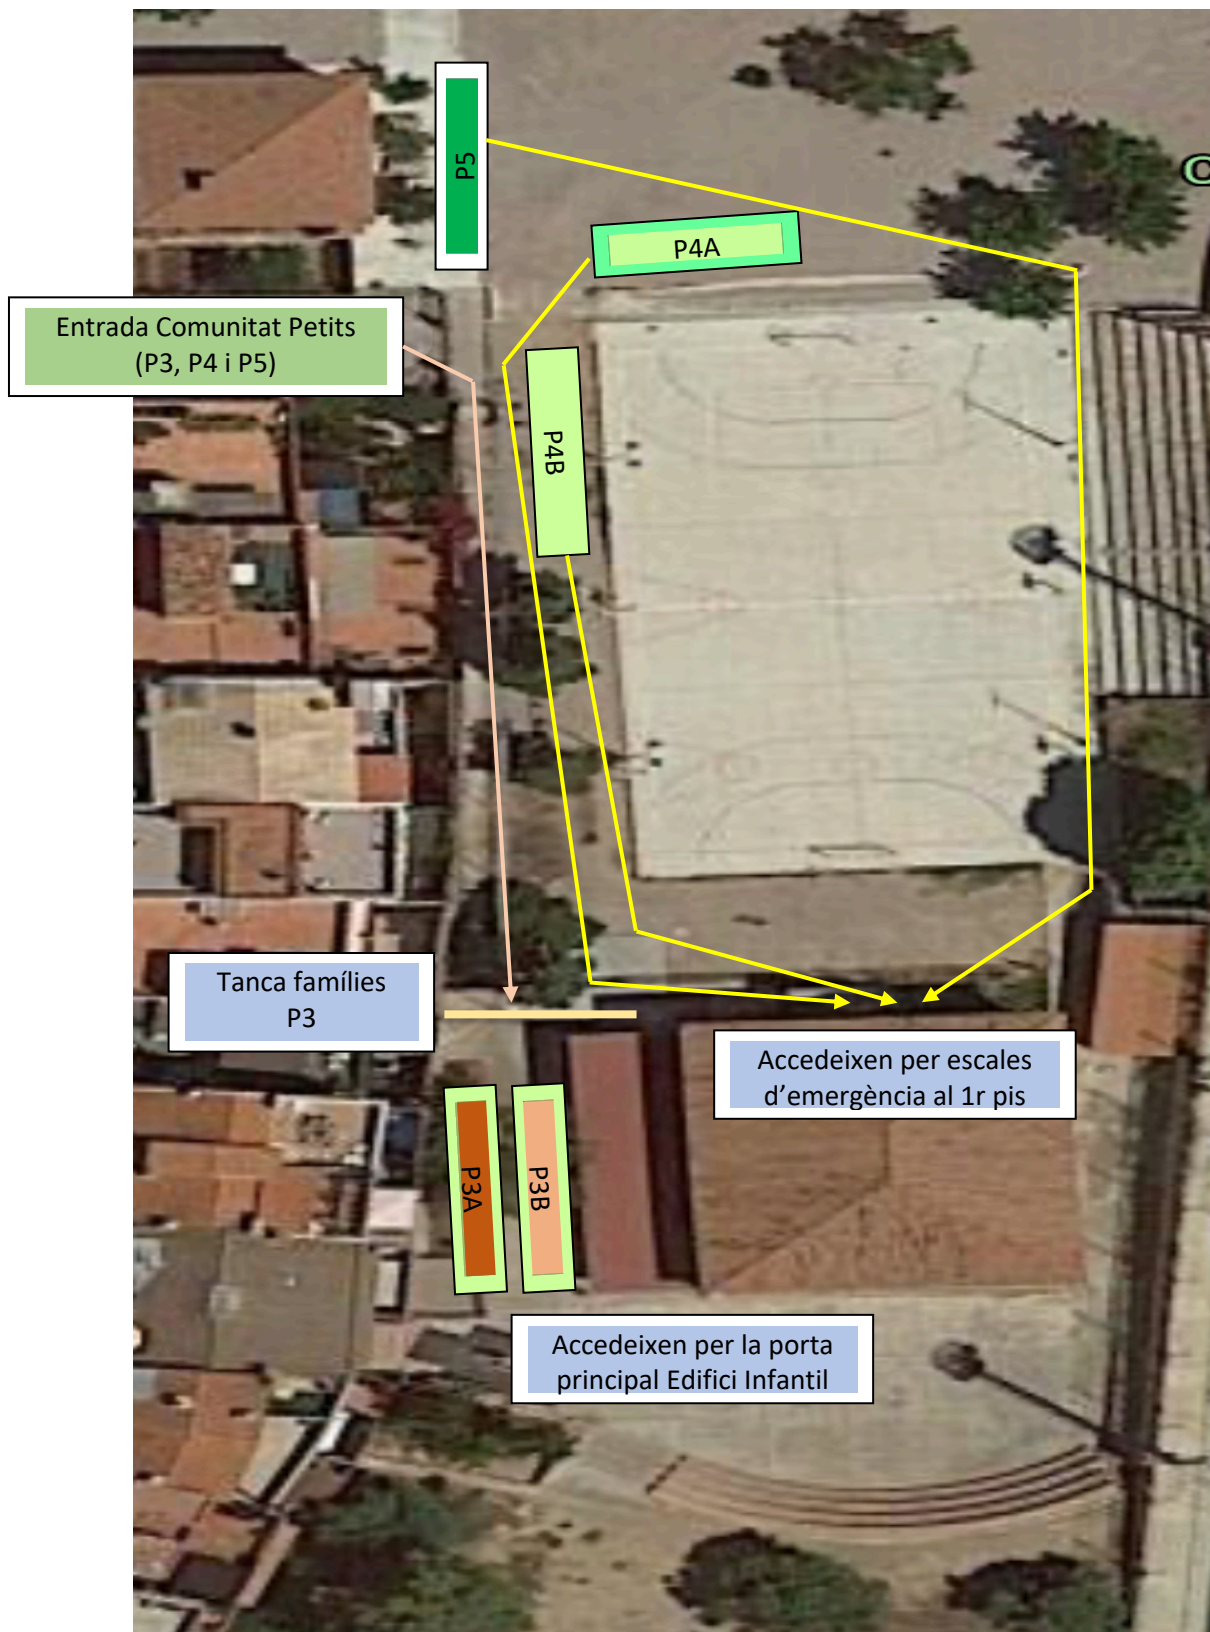 P5
P4A
Entrada Comunitat Petits
(P3, P4 i P5)
P4B
Tanca famílies
P3
Accedeixen per escales
d’emergència al 1r pis
P3A
P3B
Accedeixen per la porta
principal Edifici Infantil